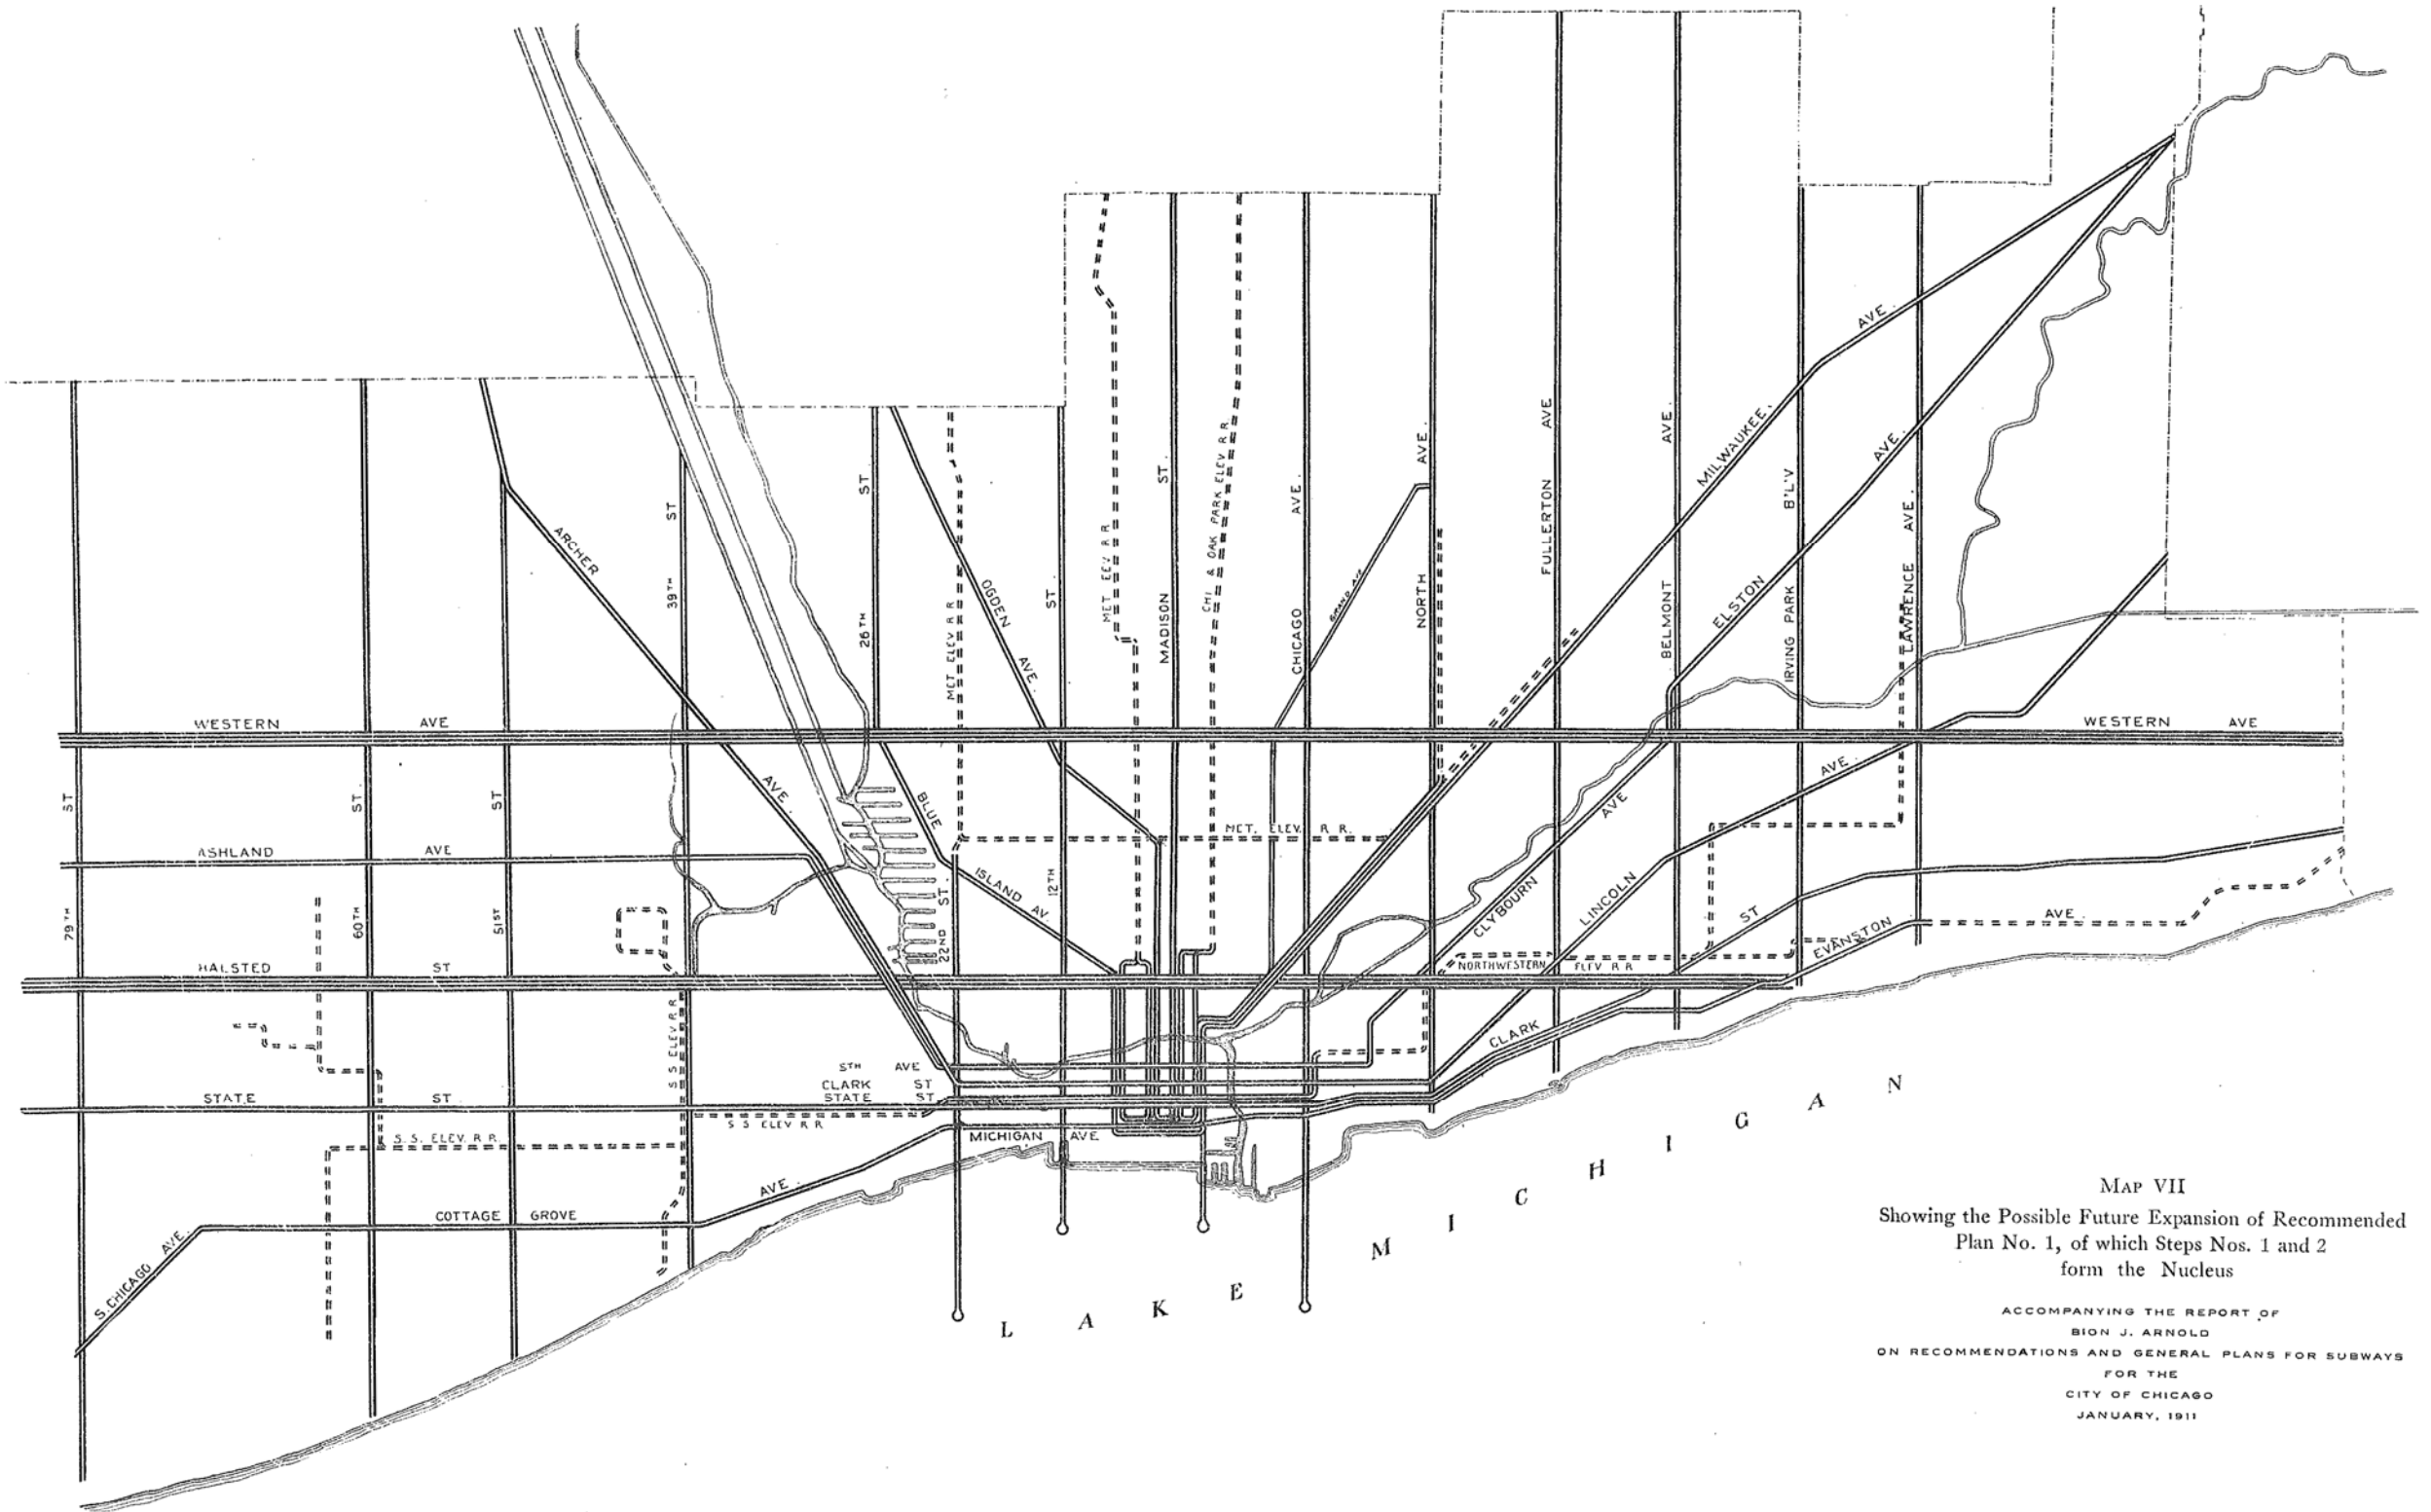 MILWAUKEE. AVE.
ELSTON AVE.
FULLERTON AVE
BELMONT AVE.
IRVING PARK B'L'V
LAWRENCE AVE.
NORTH AVE.
CHICAGO AVE.
GRAND AVE
CHI & OAK PARK ELEV R R.
MADISON ST.
12TH ST.
OGDEN AVE.
MET ELEV R R
26TH ST
39TH ST
ARCHER AVE.
WESTERN AVE
WESTERN AVE
79TH ST
60TH ST.
51ST ST
ASHLAND AVE
BLUE ISLAND AV.
22ND ST.
MET. ELEV. R R.
CLYBOURN AVE
LINCOLN AVE.
CLARK ST
EVANSTON AVE.
NORTHWESTERN ELEV R R
HALSTED ST
S S ELEV R R
5TH AVE
CLARK ST
STATE ST.
STATE ST.
S S ELEV R R
S. S. ELEV. R R.
MICHIGAN AVE
COTTAGE GROVE AVE.
S. CHICAGO AVE.
LAKE MICHIGAN
MAP VII
Showing the Possible Future Expansion of Recommended
Plan No. 1, of which Steps Nos. 1 and 2
form the Nucleus
ACCOMPANYING THE REPORT OF
BION J. ARNOLD
ON RECOMMENDATIONS AND GENERAL PLANS FOR SUBWAYS
FOR THE
CITY OF CHICAGO
JANUARY, 1911